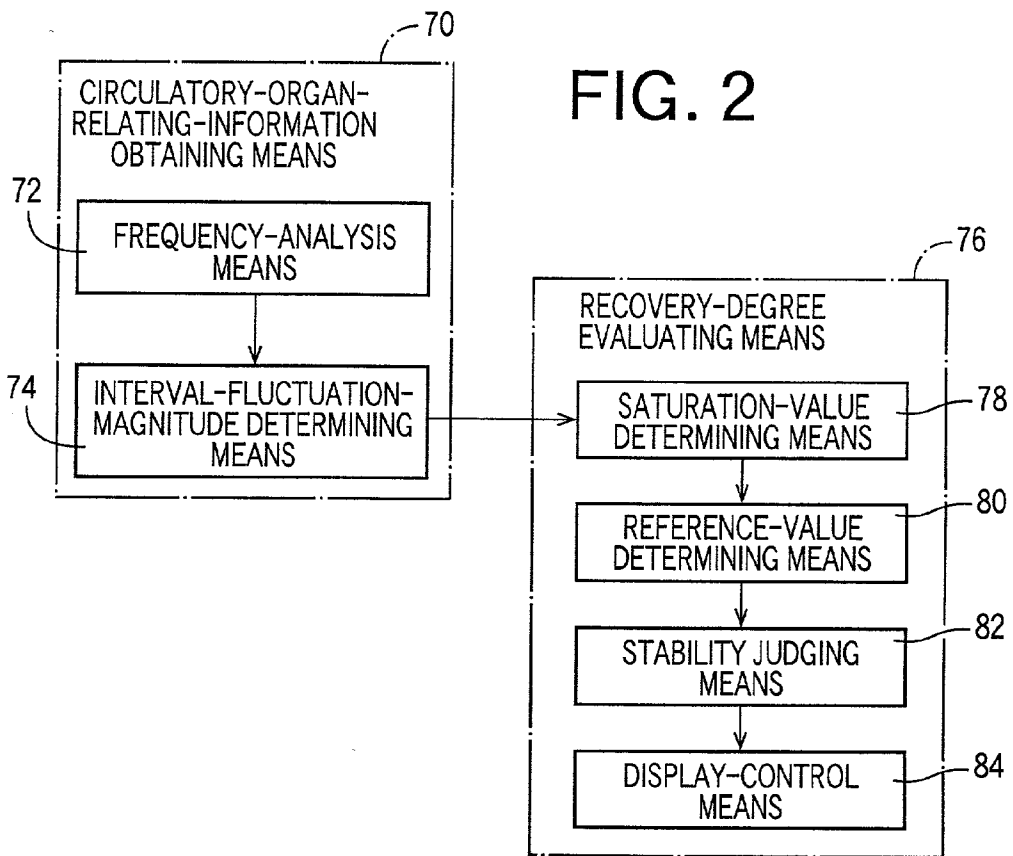 FIG. 2
70
CIRCULATORY-ORGAN-
RELATING-INFORMATION
OBTAINING MEANS
72
FREQUENCY-ANALYSIS
MEANS
74
INTERVAL-FLUCTUATION-
MAGNITUDE DETERMINING
MEANS
76
RECOVERY-DEGREE
EVALUATING MEANS
SATURATION-VALUE
DETERMINING MEANS
78
REFERENCE-VALUE
DETERMINING MEANS
80
STABILITY JUDGING
MEANS
82
DISPLAY-CONTROL
MEANS
84